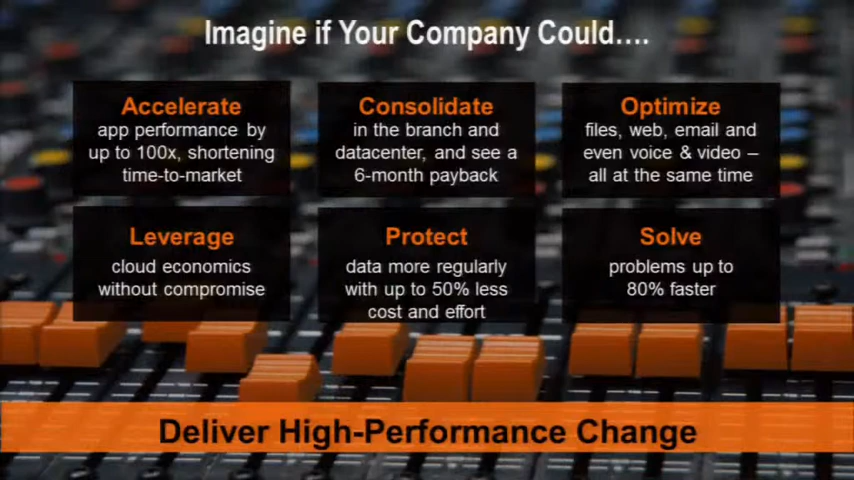 Imagine if Your Company Could….
Accelerate
app performance by
up to 100x, shortening
time-to-market
Consolidate
in the branch and
datacenter, and see a
6-month payback
Optimize
files, web, email and
even voice & video –
all at the same time
Leverage
cloud economics
without compromise
Protect
data more regularly
with up to 50% less
cost and effort
Solve
problems up to
80% faster
Deliver High-Performance Change